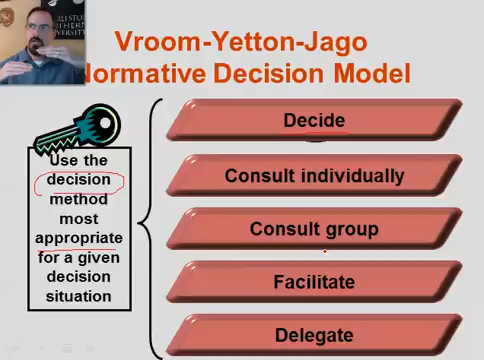 Vroom-Yetton-Jago
Normative Decision Model
Use the
decision
method
most
appropriate
for a given
decision
situation
Decide
Consult individually
Consult group
Facilitate
Delegate